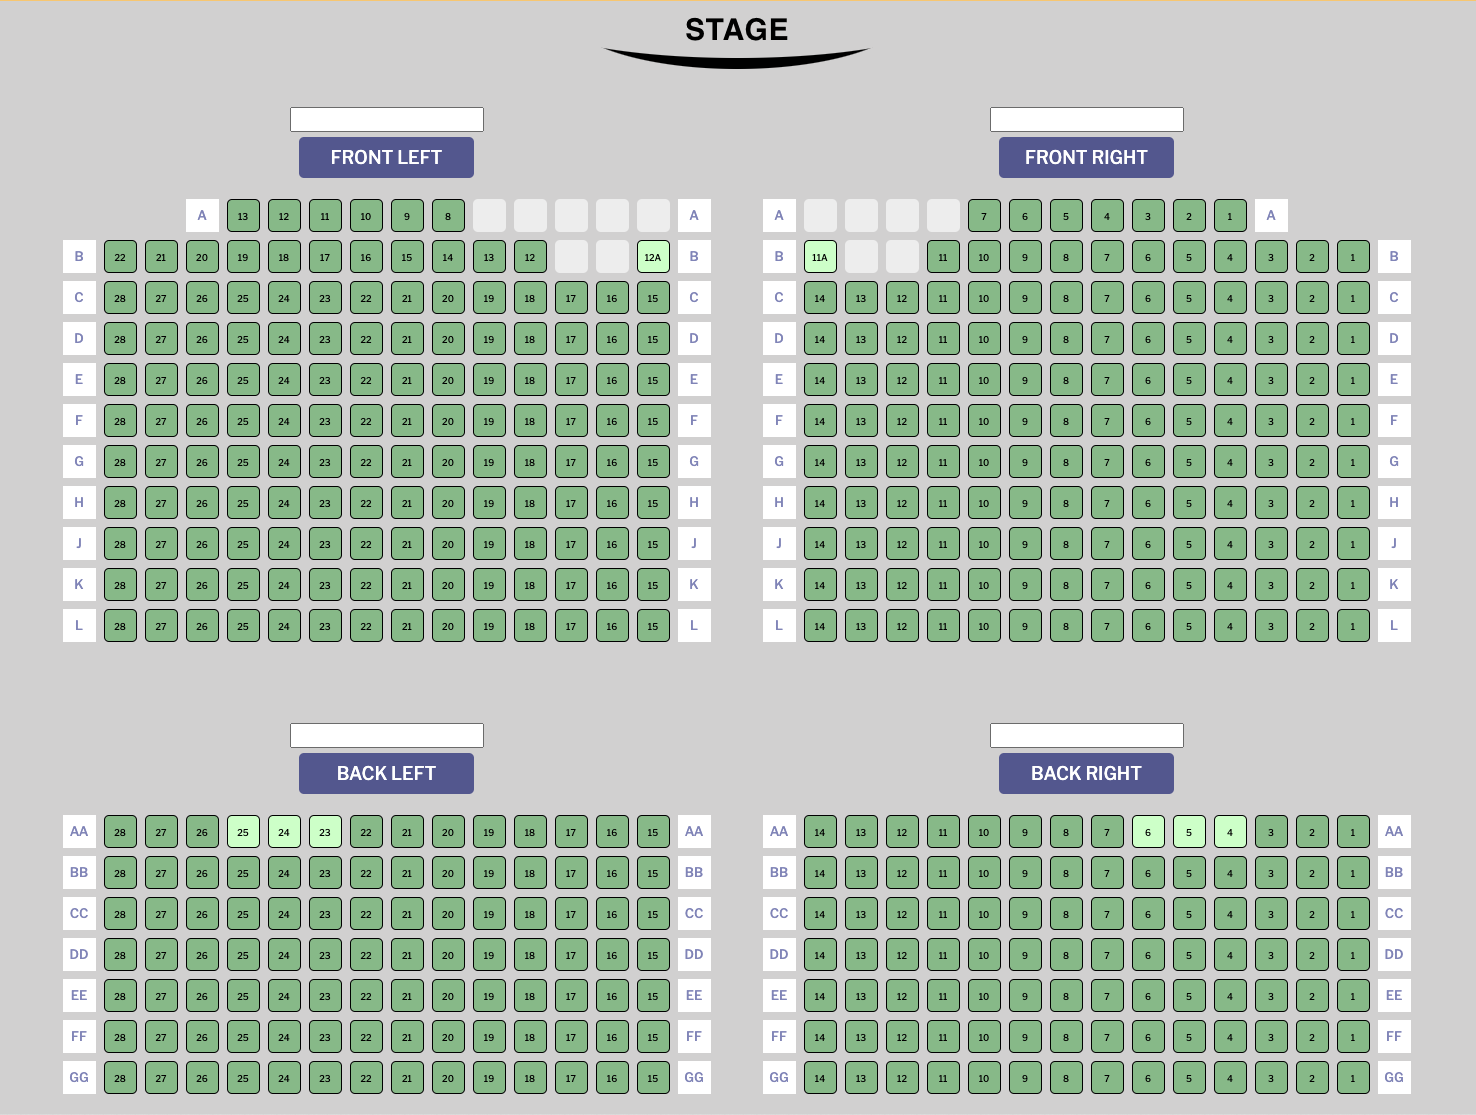 STAGE
FRONT LEFT FRONT RIGHT
A 13 12 11 10 9 8 A A 7 6 5 4 3 2 1 A
B 22 21 20 19 18 17 16 15 14 13 12 12A B B 11A 11 10 9 8 7 6 5 4 3 2 1 B
C 28 27 26 25 24 23 22 21 20 19 18 17 16 15 C C 14 13 12 11 10 9 8 7 6 5 4 3 2 1 C
D 28 27 26 25 24 23 22 21 20 19 18 17 16 15 D D 14 13 12 11 10 9 8 7 6 5 4 3 2 1 D
E 28 27 26 25 24 23 22 21 20 19 18 17 16 15 E E 14 13 12 11 10 9 8 7 6 5 4 3 2 1 E
F 28 27 26 25 24 23 22 21 20 19 18 17 16 15 F F 14 13 12 11 10 9 8 7 6 5 4 3 2 1 F
G 28 27 26 25 24 23 22 21 20 19 18 17 16 15 G G 14 13 12 11 10 9 8 7 6 5 4 3 2 1 G
H 28 27 26 25 24 23 22 21 20 19 18 17 16 15 H H 14 13 12 11 10 9 8 7 6 5 4 3 2 1 H
J 28 27 26 25 24 23 22 21 20 19 18 17 16 15 J J 14 13 12 11 10 9 8 7 6 5 4 3 2 1 J
K 28 27 26 25 24 23 22 21 20 19 18 17 16 15 K K 14 13 12 11 10 9 8 7 6 5 4 3 2 1 K
L 28 27 26 25 24 23 22 21 20 19 18 17 16 15 L L 14 13 12 11 10 9 8 7 6 5 4 3 2 1 L
BACK LEFT BACK RIGHT
AA 28 27 26 25 24 23 22 21 20 19 18 17 16 15 AA AA 14 13 12 11 10 9 8 7 6 5 4 3 2 1 AA
BB 28 27 26 25 24 23 22 21 20 19 18 17 16 15 BB BB 14 13 12 11 10 9 8 7 6 5 4 3 2 1 BB
CC 28 27 26 25 24 23 22 21 20 19 18 17 16 15 CC CC 14 13 12 11 10 9 8 7 6 5 4 3 2 1 CC
DD 28 27 26 25 24 23 22 21 20 19 18 17 16 15 DD DD 14 13 12 11 10 9 8 7 6 5 4 3 2 1 DD
EE 28 27 26 25 24 23 22 21 20 19 18 17 16 15 EE EE 14 13 12 11 10 9 8 7 6 5 4 3 2 1 EE
FF 28 27 26 25 24 23 22 21 20 19 18 17 16 15 FF FF 14 13 12 11 10 9 8 7 6 5 4 3 2 1 FF
GG 28 27 26 25 24 23 22 21 20 19 18 17 16 15 GG GG 14 13 12 11 10 9 8 7 6 5 4 3 2 1 GG